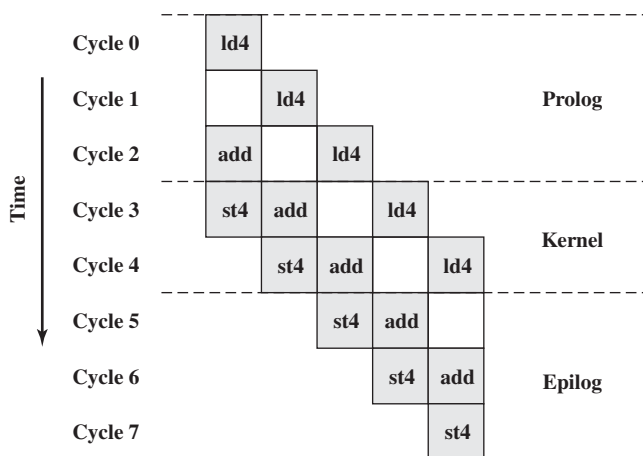 Cycle 0 ld4
Cycle 1 ld4 Prolog
Cycle 2 add ld4
Time
Cycle 3 st4 add ld4
Kernel
Cycle 4 st4 add ld4
Cycle 5 st4 add
Cycle 6 st4 add Epilog
Cycle 7 st4